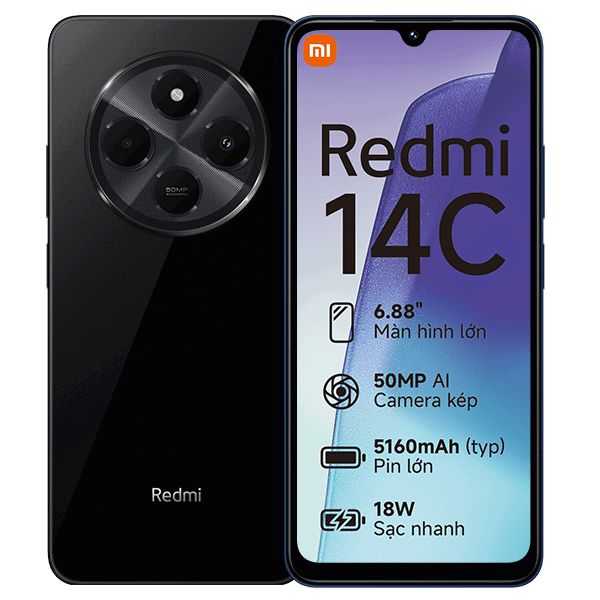 50MP
Redmi
mi
Redmi
14C
6.88"
Màn hình lớn
50MP AI
Camera kép
5160mAh (typ)
Pin lớn
18W
Sạc nhanh